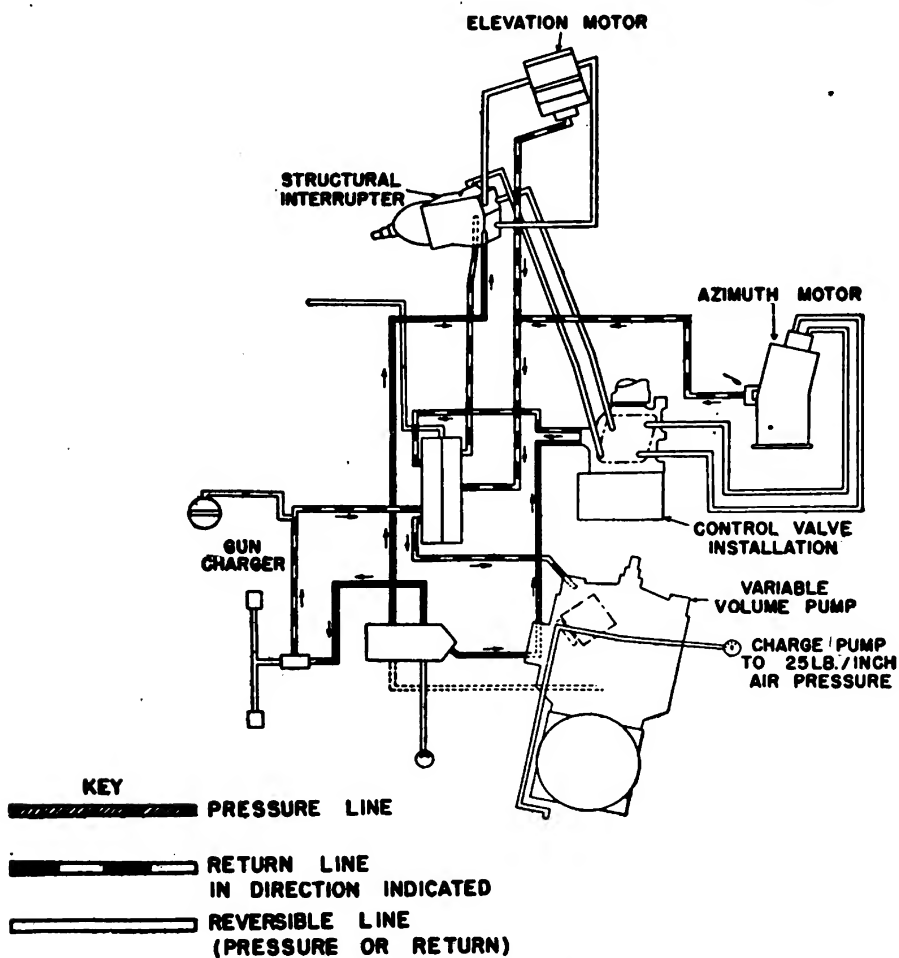 ELEVATION MOTOR
STRUCTURAL
INTERRUPTER
AZIMUTH MOTOR
CONTROL VALVE
INSTALLATION
GUN
CHARGER
VARIABLE
VOLUME PUMP
CHARGE PUMP
TO 25LB./INCH
AIR PRESSURE
KEY
PRESSURE LINE
RETURN LINE
IN DIRECTION INDICATED
REVERSIBLE LINE
(PRESSURE OR RETURN)